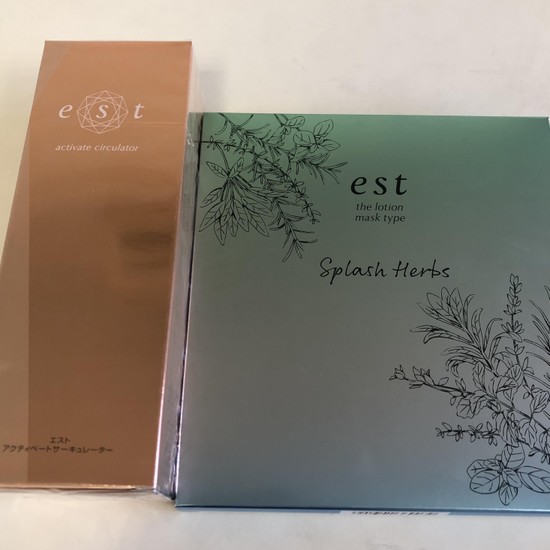 est
activate circulator
エスト
アクティベートサーキュレーター
est
the lotion
mask type
Splash Herbs